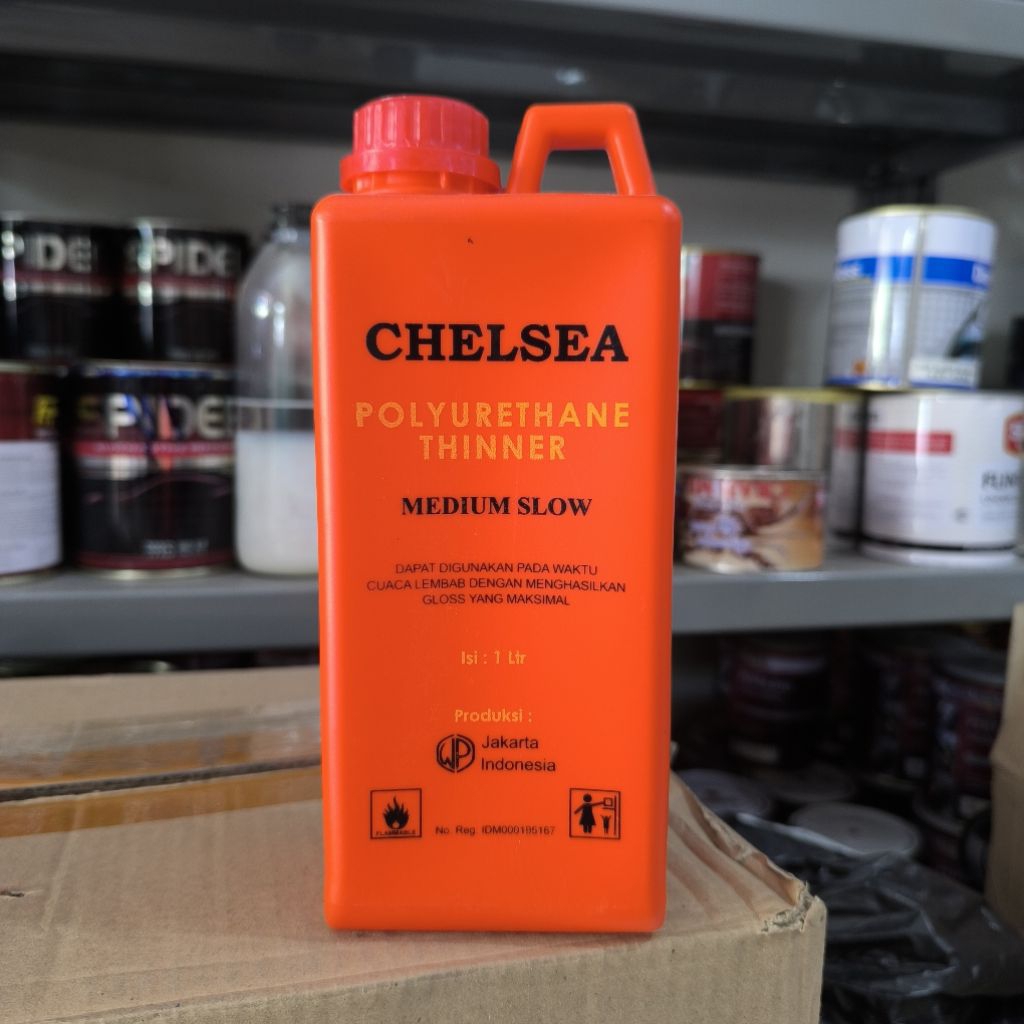 CHELSEA
POLYURETHANE
THINNER
MEDIUM SLOW
DAPAT DIGUNAKAN PADA WAKTU
CUACA LEMBAB DENGAN MENGHASILKAN
GLOSS YANG MAKSIMAL
Isi : 1 Ltr
Produksi :
WP Jakarta
Indonesia
FLAMMABLE
No. Reg. IDM000195167
SPIDE